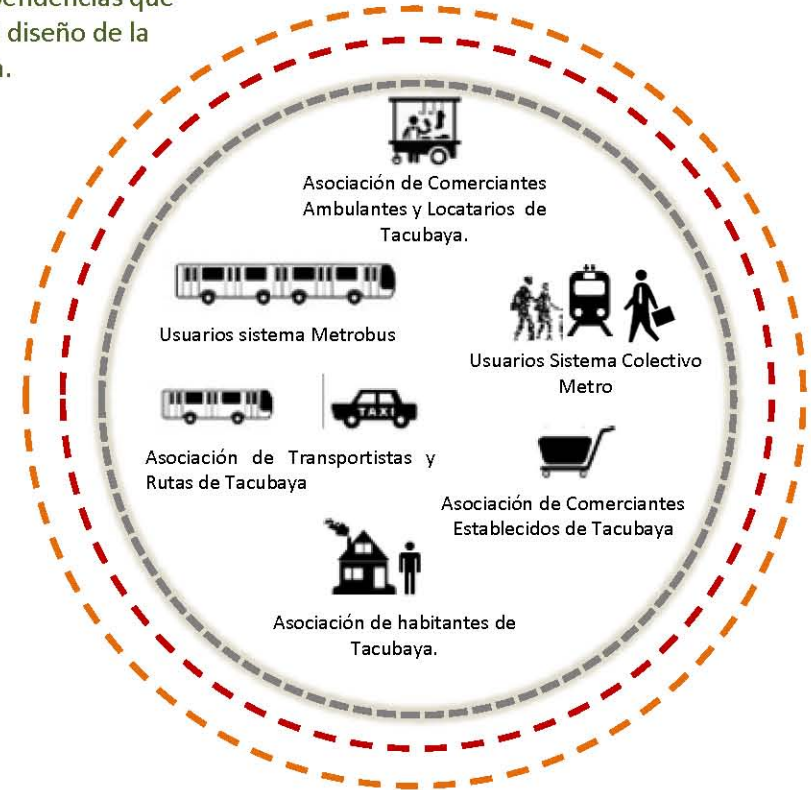 que
diseño de la
Asociación de Comerciantes
Ambulantes y Locatarios de
Tacubaya.
Usuarios sistema Metrobus
Usuarios Sistema Colectivo
Metro
TAXI
Asociación de Transportistas y
Rutas de Tacubaya
Asociación de Comerciantes
Establecidos de Tacubaya
Asociación de habitantes de
Tacubaya.